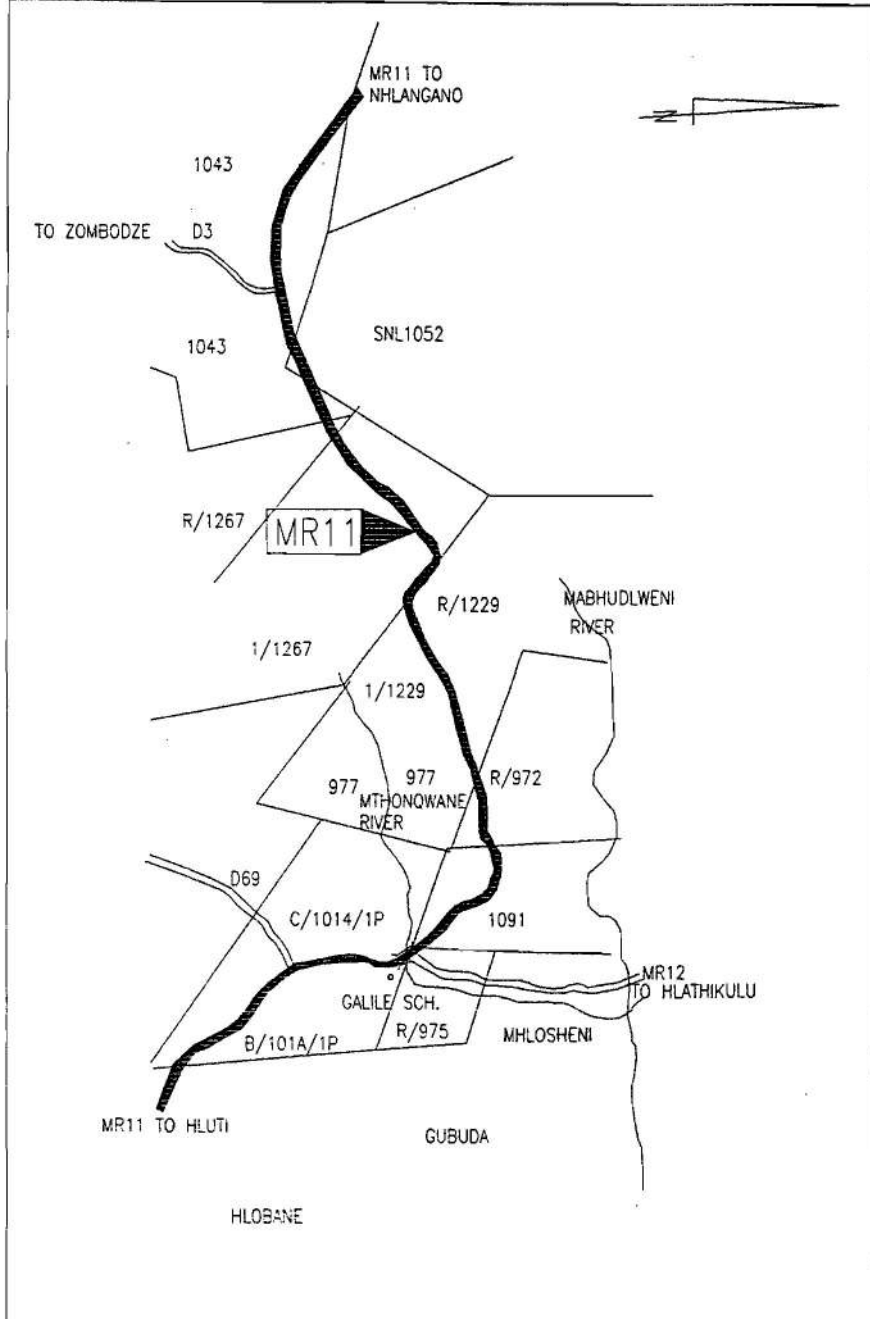 MR11 TO
NHLANGANO
N
1043
TO ZOMBODZE
D3
SNL1052
1043
R/1267
MR11
R/1229
MABHUDLWENI
RIVER
1/1267
1/1229
977
977
R/972
MTHONQWANE
RIVER
D69
C/1014/1P
1091
MR12
TO HLATHIKULU
GALILE SCH.
R/975
MHLOSHENI
B/101A/1P
MR11 TO HLUTI
GUBUDA
HLOBANE